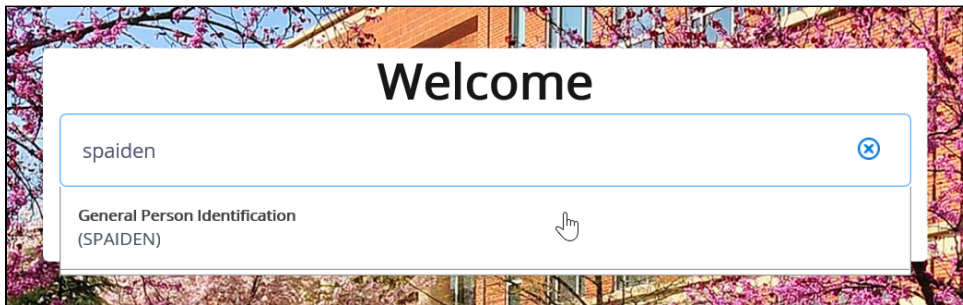 Welcome
spaiden
General Person Identification
(SPAIDEN)